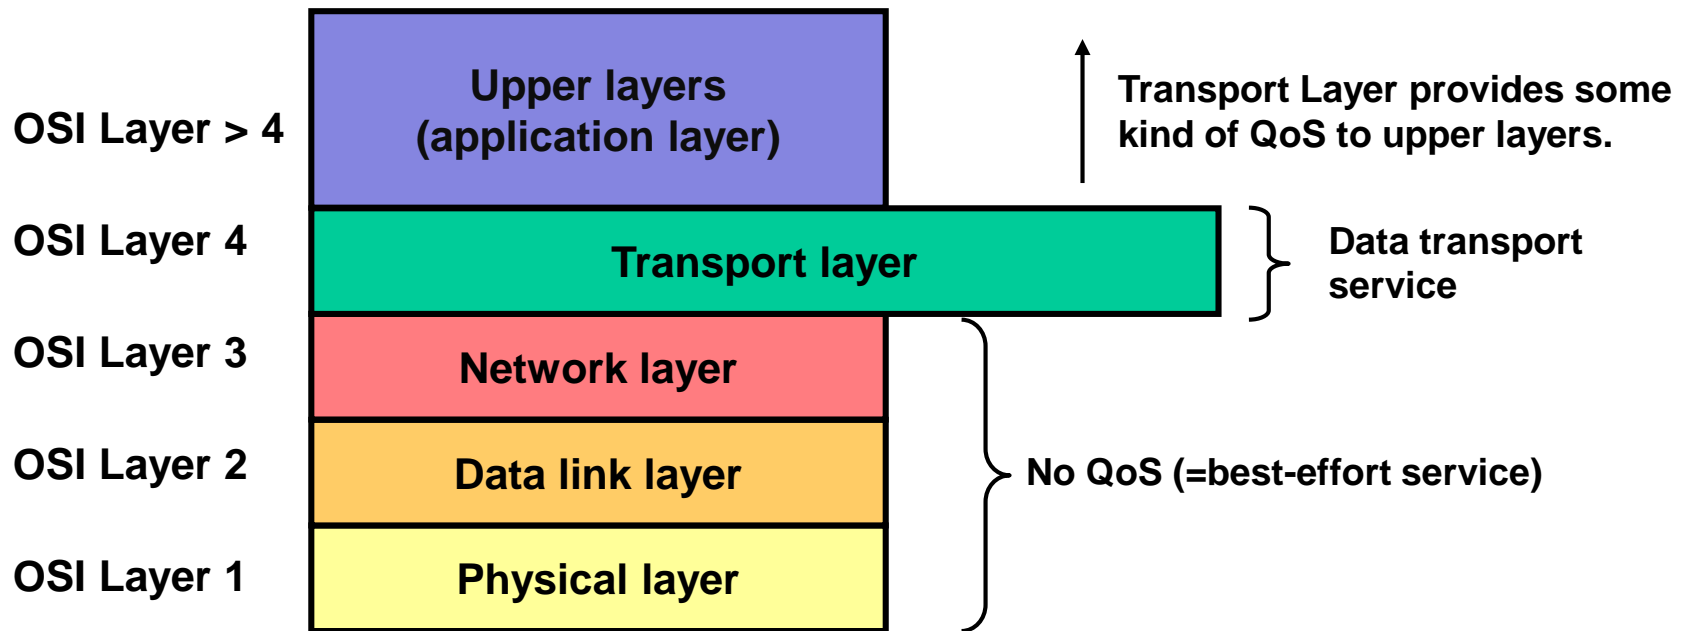 OSI Layer > 4
Upper layers
(application layer)
Transport Layer provides some
kind of QoS to upper layers.
OSI Layer 4
Transport layer
Data transport
service
OSI Layer 3
Network layer
OSI Layer 2
Data link layer
No QoS (=best-effort service)
OSI Layer 1
Physical layer